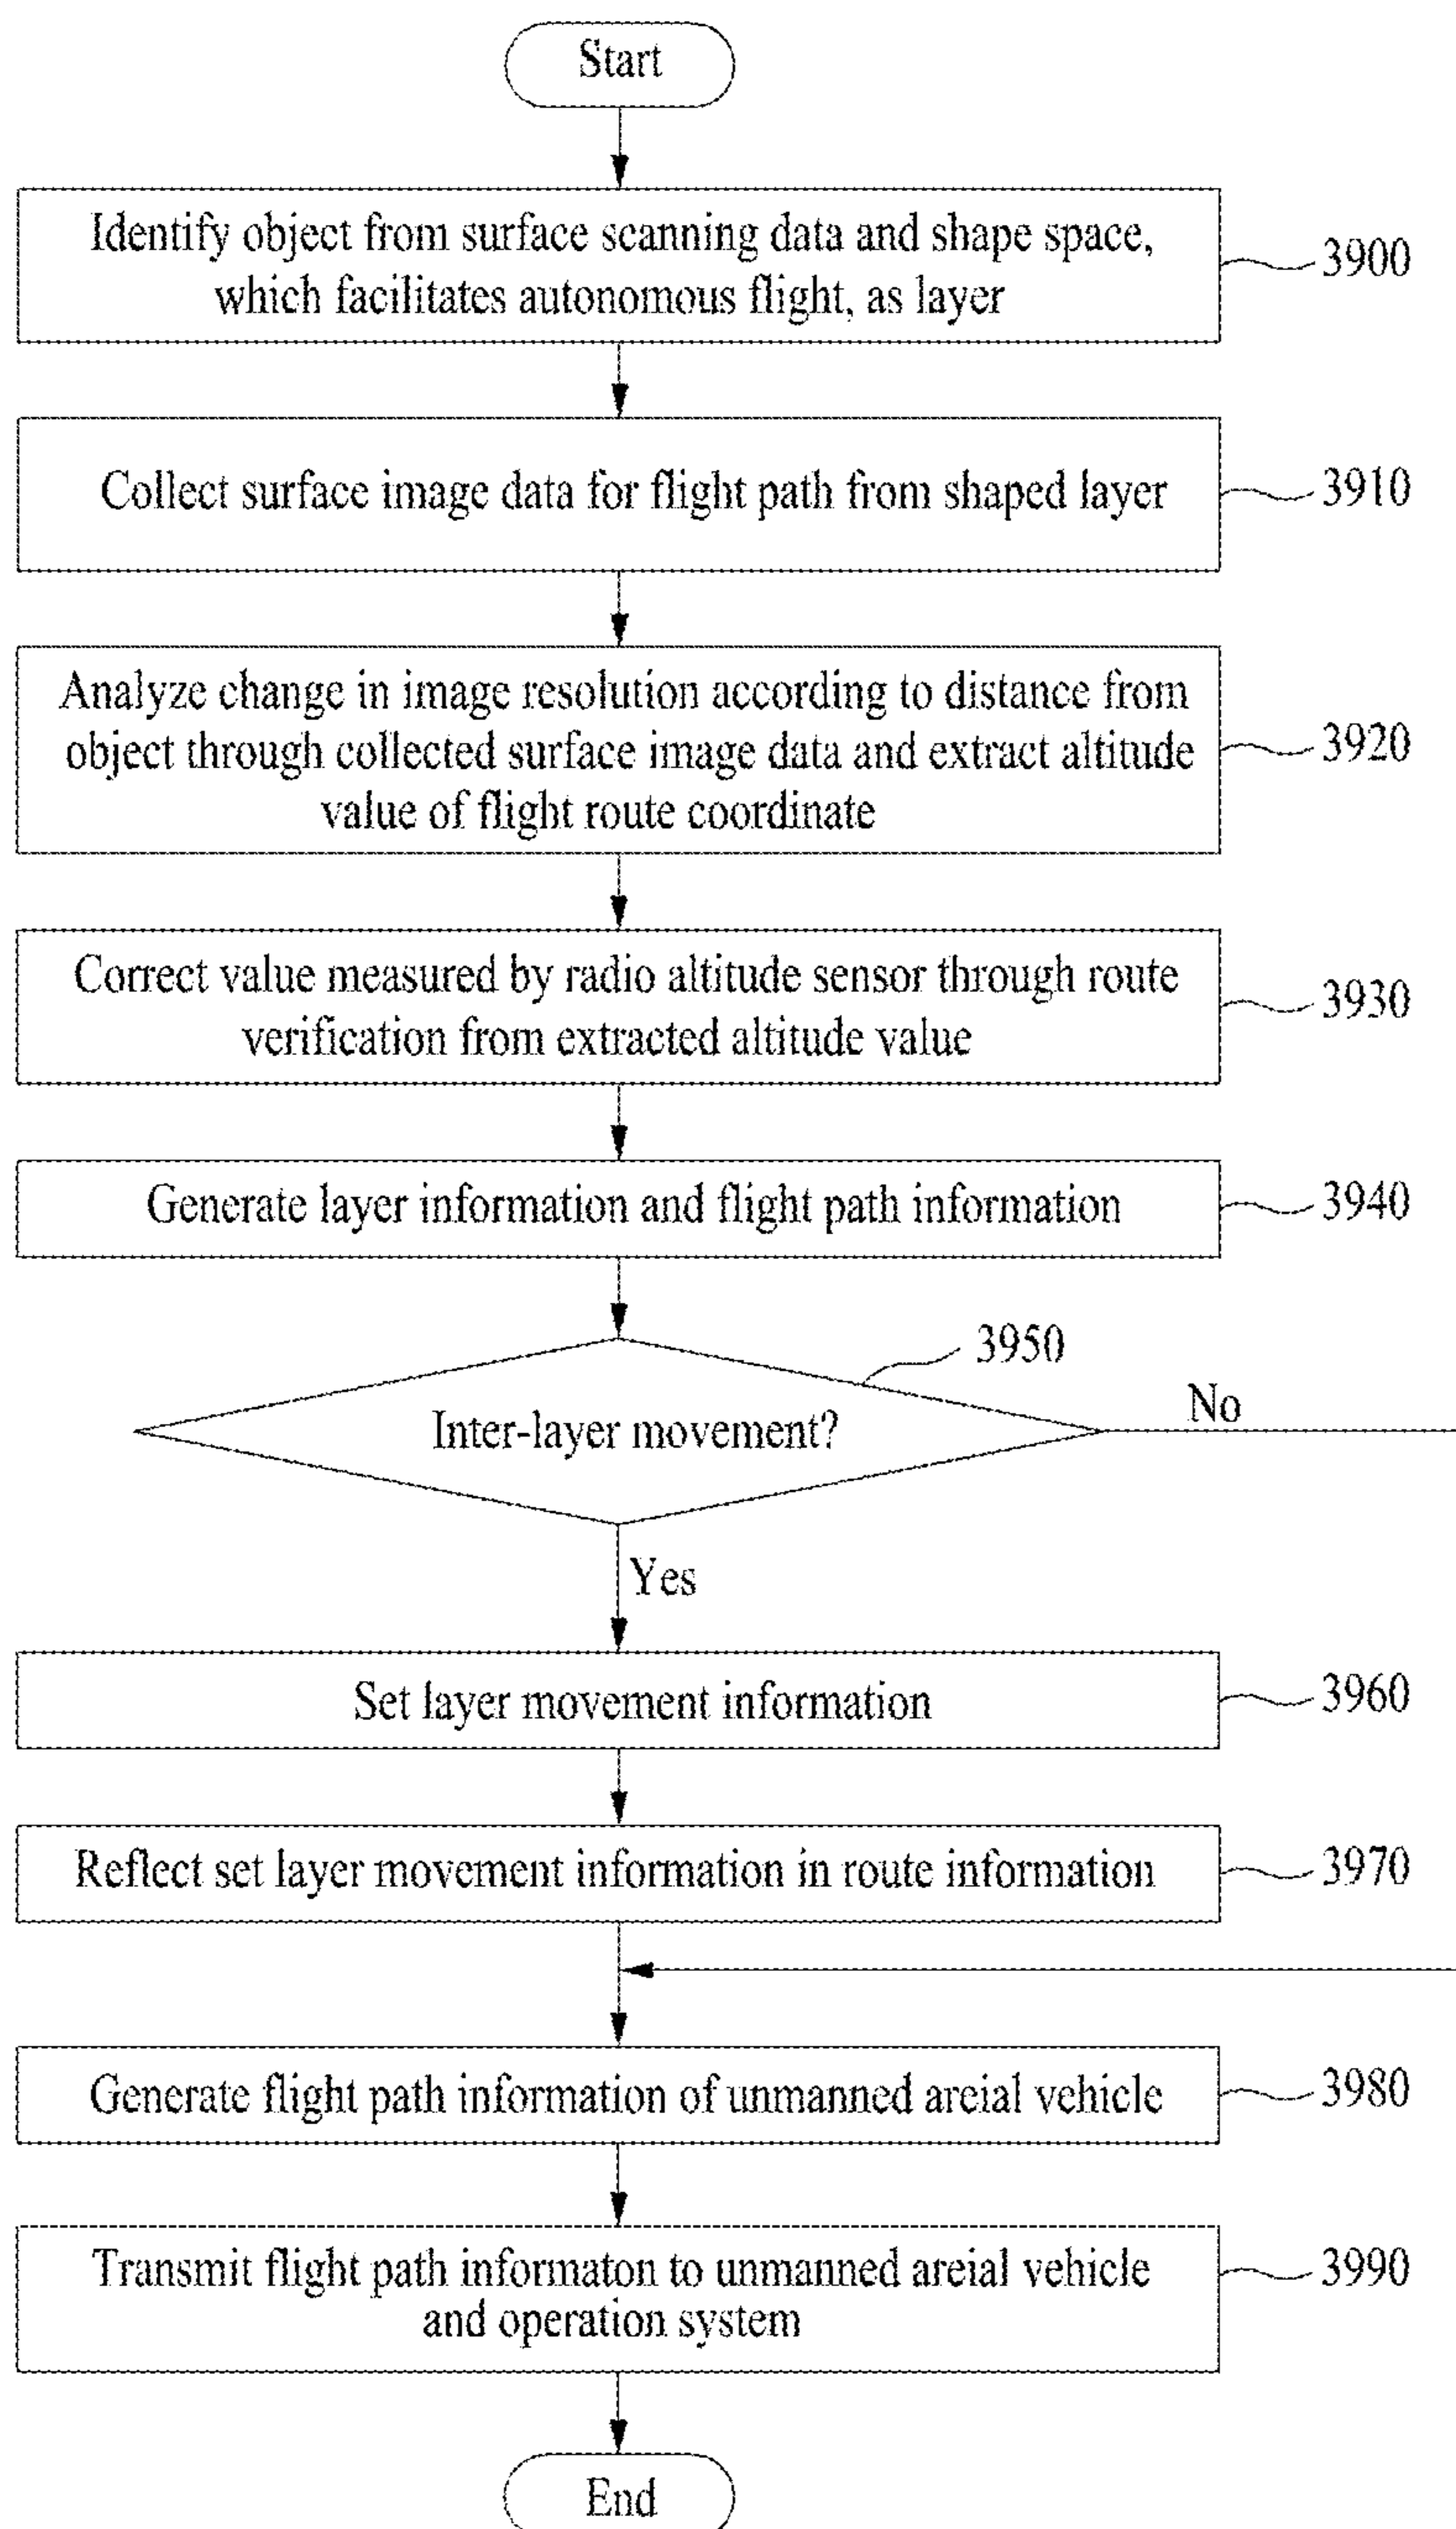 Start
Identify object from surface scanning data and shape space,
which facilitates autonomous flight, as layer
3900
Collect surface image data for flight path from shaped layer
3910
Analyze change in image resolution according to distance from
object through collected surface image data and extract altitude
value of flight route coordinate
3920
Correct value measured by radio altitude sensor through route
verification from extracted altitude value
3930
Generate layer information and flight path information
3940
3950
Inter-layer movement?
No
Yes
Set layer movement information
3960
Reflect set layer movement information in route information
3970
Generate flight path information of unmanned areial vehicle
3980
Transmit flight path informaton to unmanned areial vehicle
and operation system
3990
End